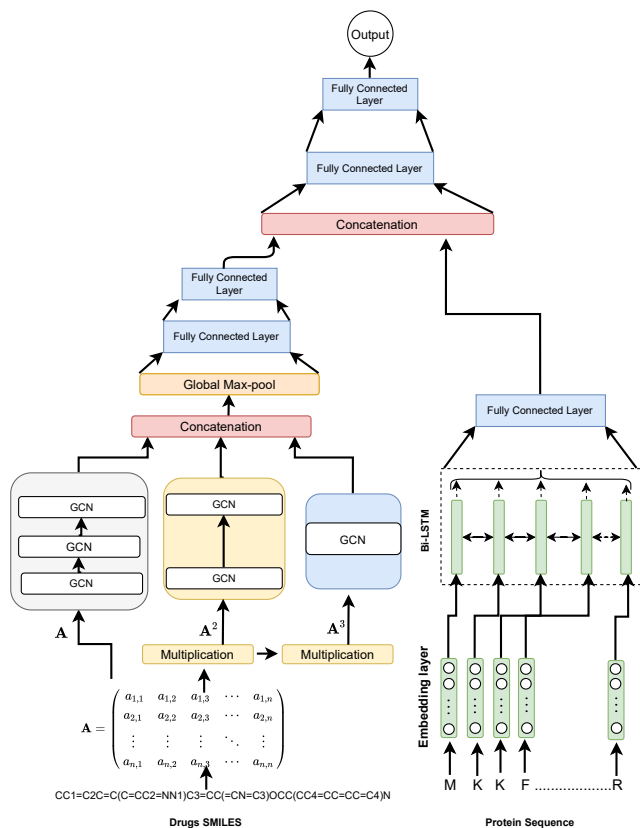 Output
Fully Connected
Layer
Fully Connected Layer
Concatenation
Fully Connected
Layer
Fully Connected Layer
Global Max-pool
Concatenation
Fully Connected Layer
GCN
GCN
GCN
GCN
GCN
GCN
Bi-LSTM
A
A²
A³
Multiplication
Multiplication
Embedding layer
A =
a1,1 a1,2 a1,3 ⋯ a1,n
a2,1 a2,2 a2,3 ⋯ a2,n
⋮ ⋮ ⋮ ⋱ ⋮
an,1 an,2 an,3 ⋯ an,n
M K K F ................ R
CC1=C2C=C(C=CC2=NN1)C3=CC(=CN=C3)OCC(CC4=CC=CC=C4)N
Drugs SMILES
Protein Sequence